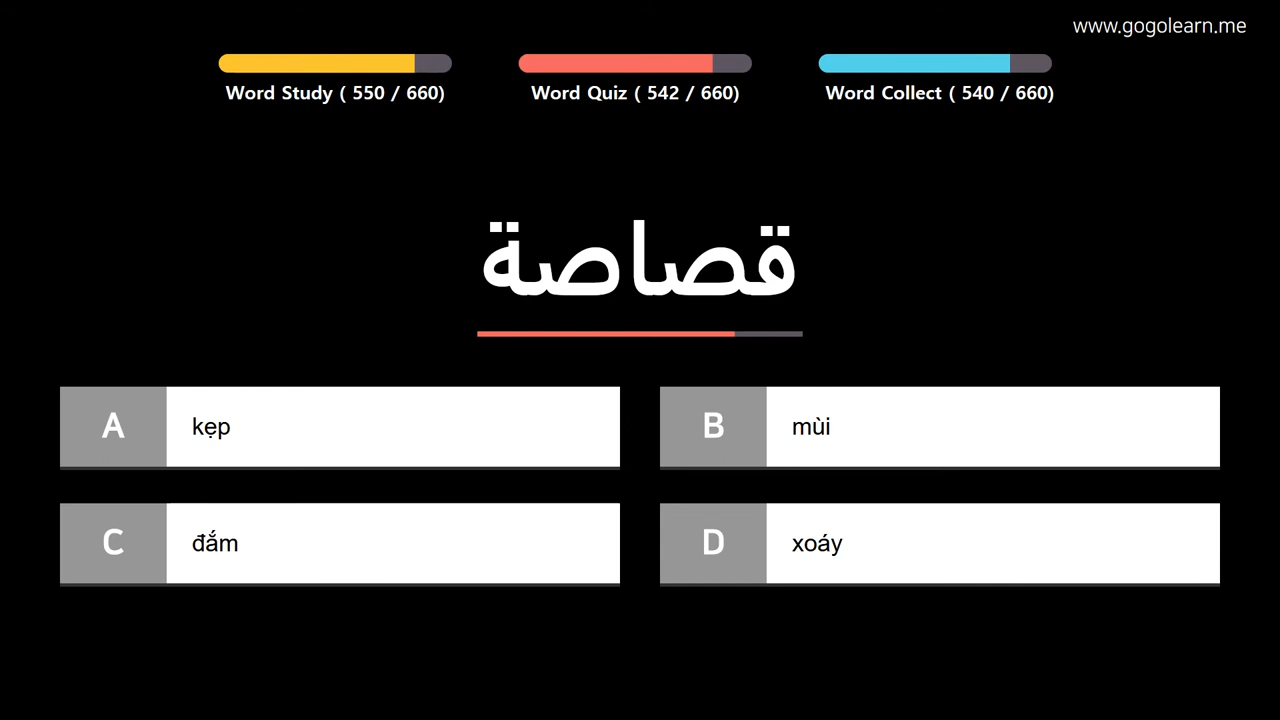 www.gogolearn.me
Word Study ( 550 / 660)
Word Quiz ( 542 / 660)
Word Collect ( 540 / 660)
قصاصة
A
kẹp
B
mùi
C
đắm
D
xoáy